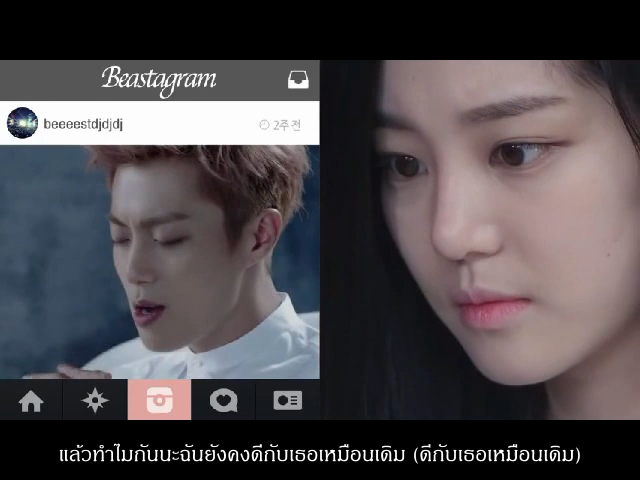 Beastagram
beeeestdjdjdj
2주 전
แล้วทำไมกันนะฉันยังคงดีกับเธอเหมือนเดิม (ดีกับเธอเหมือนเดิม)